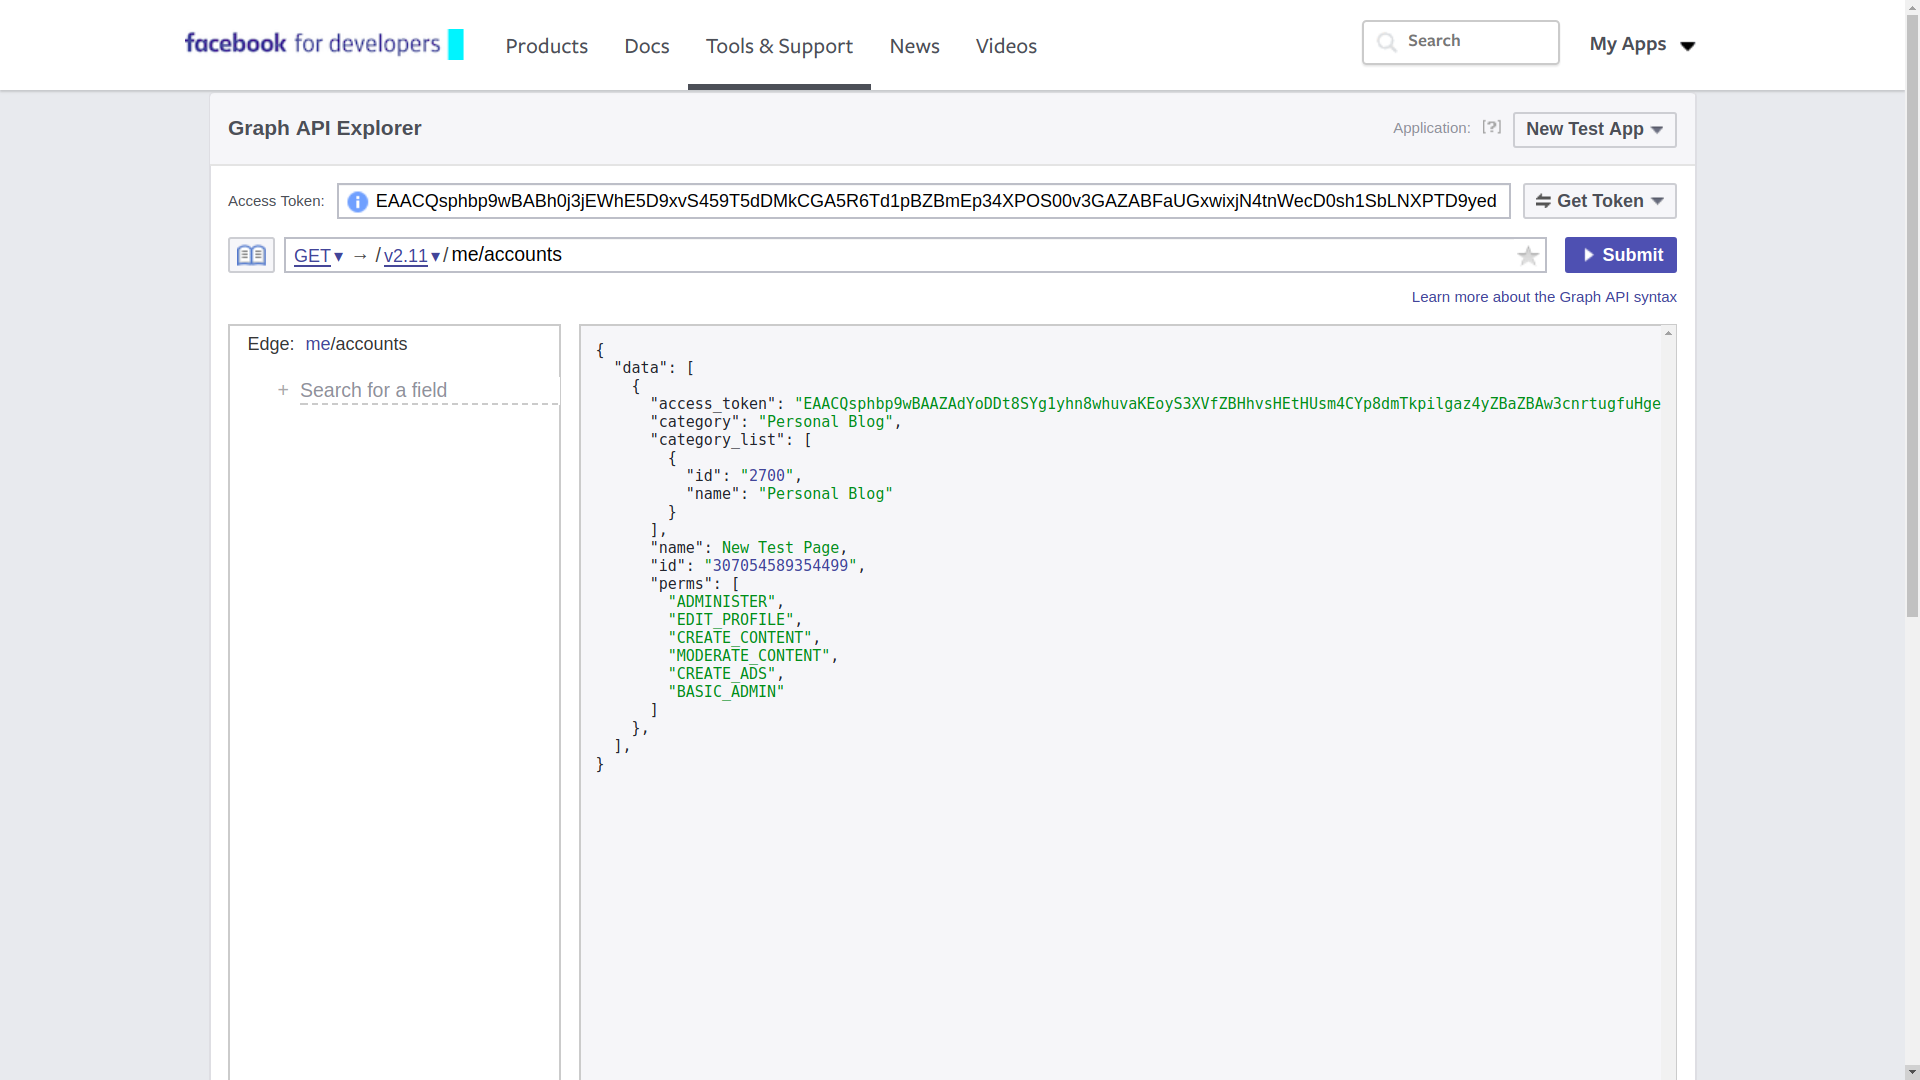 facebook for developers Products Docs Tools & Support News Videos Search My Apps
Graph API Explorer Application: [?] New Test App
Access Token: EAACQsphbp9wBABh0j3jEWhE5D9xvS459T5dDMkCGA5R6Td1pBZBmEp34XPOS00v3GAZABFaUGxwixjN4tnWecD0sh1SbLNXPTD9yed Get Token
GET → / v2.11 / me/accounts Submit
Learn more about the Graph API syntax
Edge: me/accounts
+ Search for a field
{
"data": [
{
"access_token": "EAACQsphbp9wBAAZAdYoDDt8SYg1yhn8whuvaKEoyS3XVfZBHhvsHEtHUsm4CYp8dmTkpilgaz4yZBaZBAw3cnrtugfuHge
"category": "Personal Blog",
"category_list": [
{
"id": "2700",
"name": "Personal Blog"
}
],
"name": New Test Page,
"id": "307054589354499",
"perms": [
"ADMINISTER",
"EDIT_PROFILE",
"CREATE_CONTENT",
"MODERATE_CONTENT",
"CREATE_ADS",
"BASIC_ADMIN"
]
},
],
}